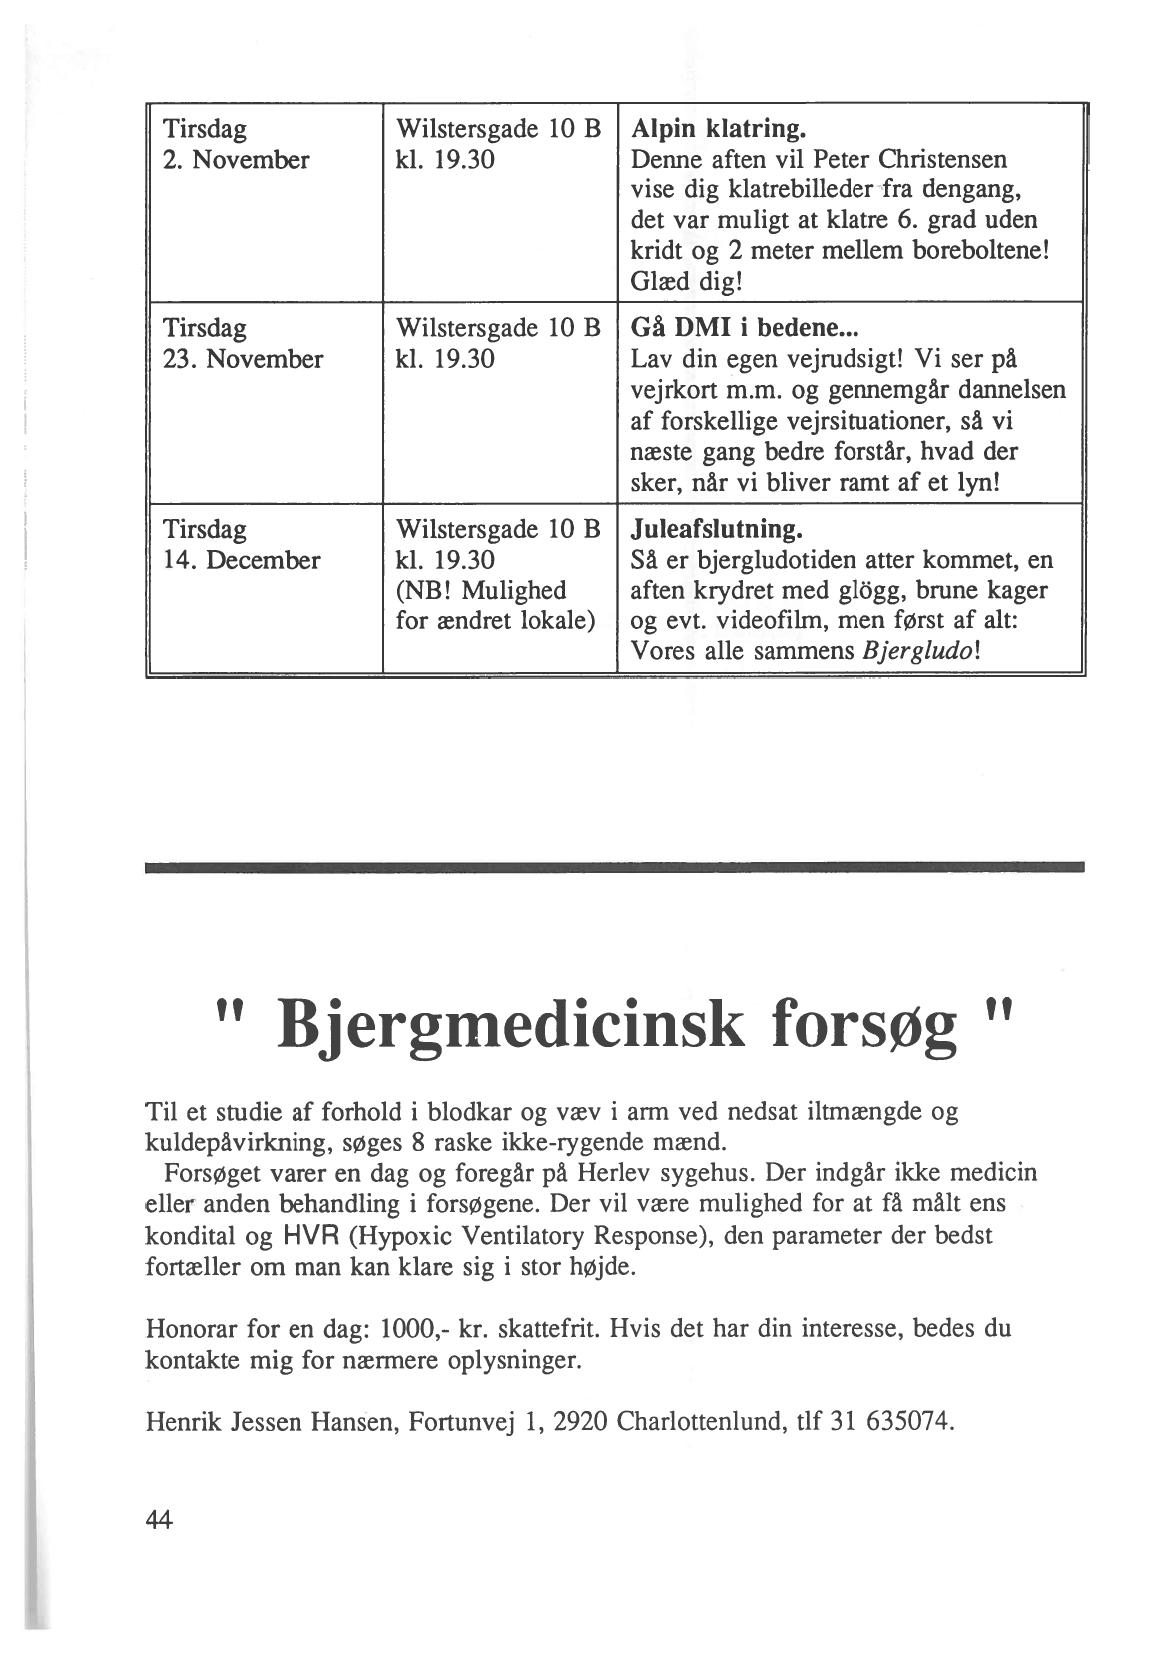 Tirsdag
2. November
Wilstersgade 10 B
kl. 19.30
Alpin klatring.
Denne aften vil Peter Christensen
vise dig klatrebilleder fra dengang,
det var muligt at klatre 6. grad uden
kridt og 2 meter mellem boreboltene!
Glæd dig!
Tirsdag
23. November
Wilstersgade 10 B
kl. 19.30
Gå DMI i bedene...
Lav din egen vejrudsigt! Vi ser på
vejrkort m.m. og gennemgår dannelsen
af forskellige vejrsituationer, så vi
næste gang bedre forstår, hvad der
sker, når vi bliver ramt af et lyn!
Tirsdag
14. December
Wilstersgade 10 B
kl. 19.30
(NB! Mulighed
for ændret lokale)
Juleafslutning.
Så er bjergludotiden atter kommet, en
aften krydret med glögg, brune kager
og evt. videofilm, men først af alt:
Vores alle sammens Bjergludo!
" Bjergmedicinsk forsøg "
Til et studie af forhold i blodkar og væv i arm ved nedsat iltmængde og
kuldepåvirkning, søges 8 raske ikke-rygende mænd.
Forsøget varer en dag og foregår på Herlev sygehus. Der indgår ikke medicin
eller anden behandling i forsøgene. Der vil være mulighed for at få målt ens
kondital og HVR (Hypoxic Ventilatory Response), den parameter der bedst
fortæller om man kan klare sig i stor højde.
Honorar for en dag: 1000,- kr. skattefrit. Hvis det har din interesse, bedes du
kontakte mig for nærmere oplysninger.
Henrik Jessen Hansen, Fortunvej 1, 2920 Charlottenlund, tlf 31 635074.
44